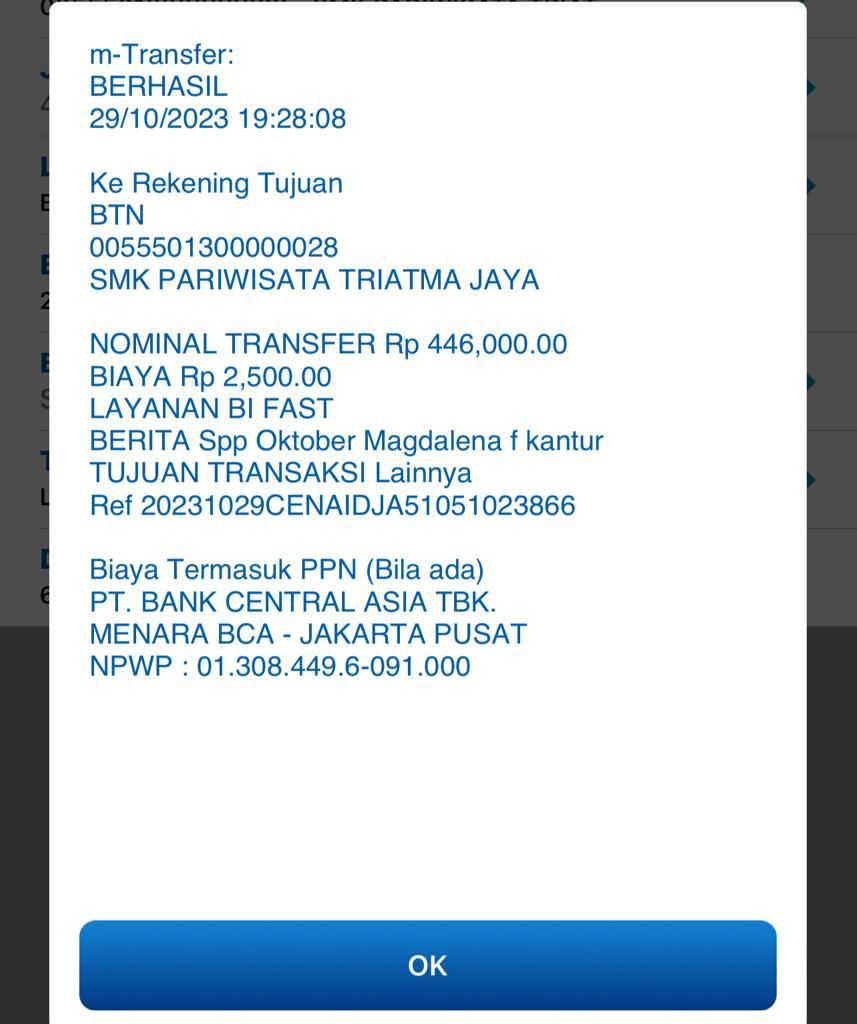 m-Transfer:
BERHASIL
29/10/2023 19:28:08
Ke Rekening Tujuan
BTN
0055501300000028
SMK PARIWISATA TRIATMA JAYA
NOMINAL TRANSFER Rp 446,000.00
BIAYA Rp 2,500.00
LAYANAN BI FAST
BERITA Spp Oktober Magdalena f kantur
TUJUAN TRANSAKSI Lainnya
Ref 20231029CENAIDJA51051023866
Biaya Termasuk PPN (Bila ada)
PT. BANK CENTRAL ASIA TBK.
MENARA BCA - JAKARTA PUSAT
NPWP : 01.308.449.6-091.000
OK